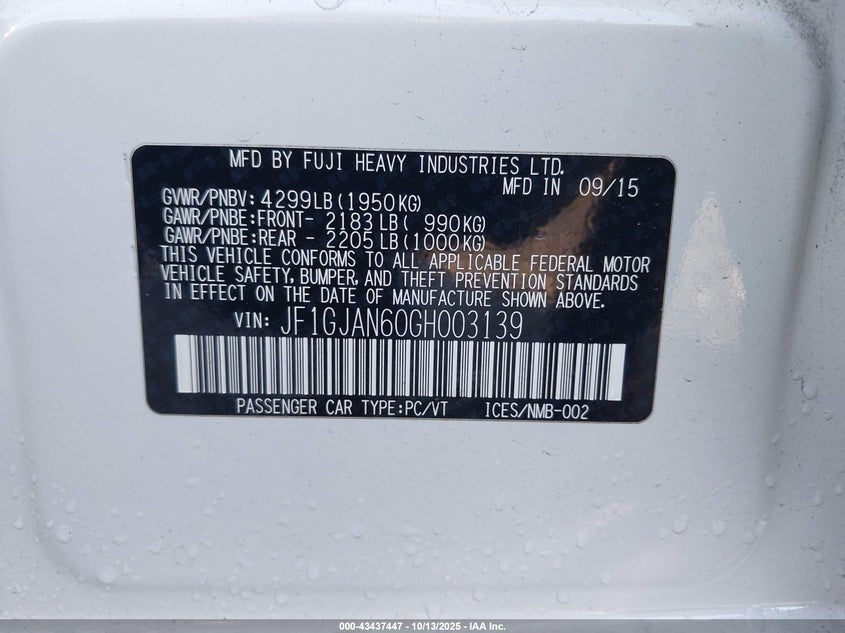 MFD BY FUJI HEAVY INDUSTRIES LTD.
MFD IN 09/15
GVWR/PNBV: 4299LB (1950KG)
GAWR/PNBE: FRONT- 2183 LB ( 990KG)
GAWR/PNBE: REAR - 2205 LB (1000KG)
THIS VEHICLE CONFORMS TO ALL APPLICABLE FEDERAL MOTOR
VEHICLE SAFETY, BUMPER, AND THEFT PREVENTION STANDARDS
IN EFFECT ON THE DATE OF MANUFACTURE SHOWN ABOVE.
VIN: JF1GJAN60GH003139
PASSENGER CAR TYPE:PC/VT ICES/NMB-002
000-43437447 | 10/13/2025 – IAA Inc.